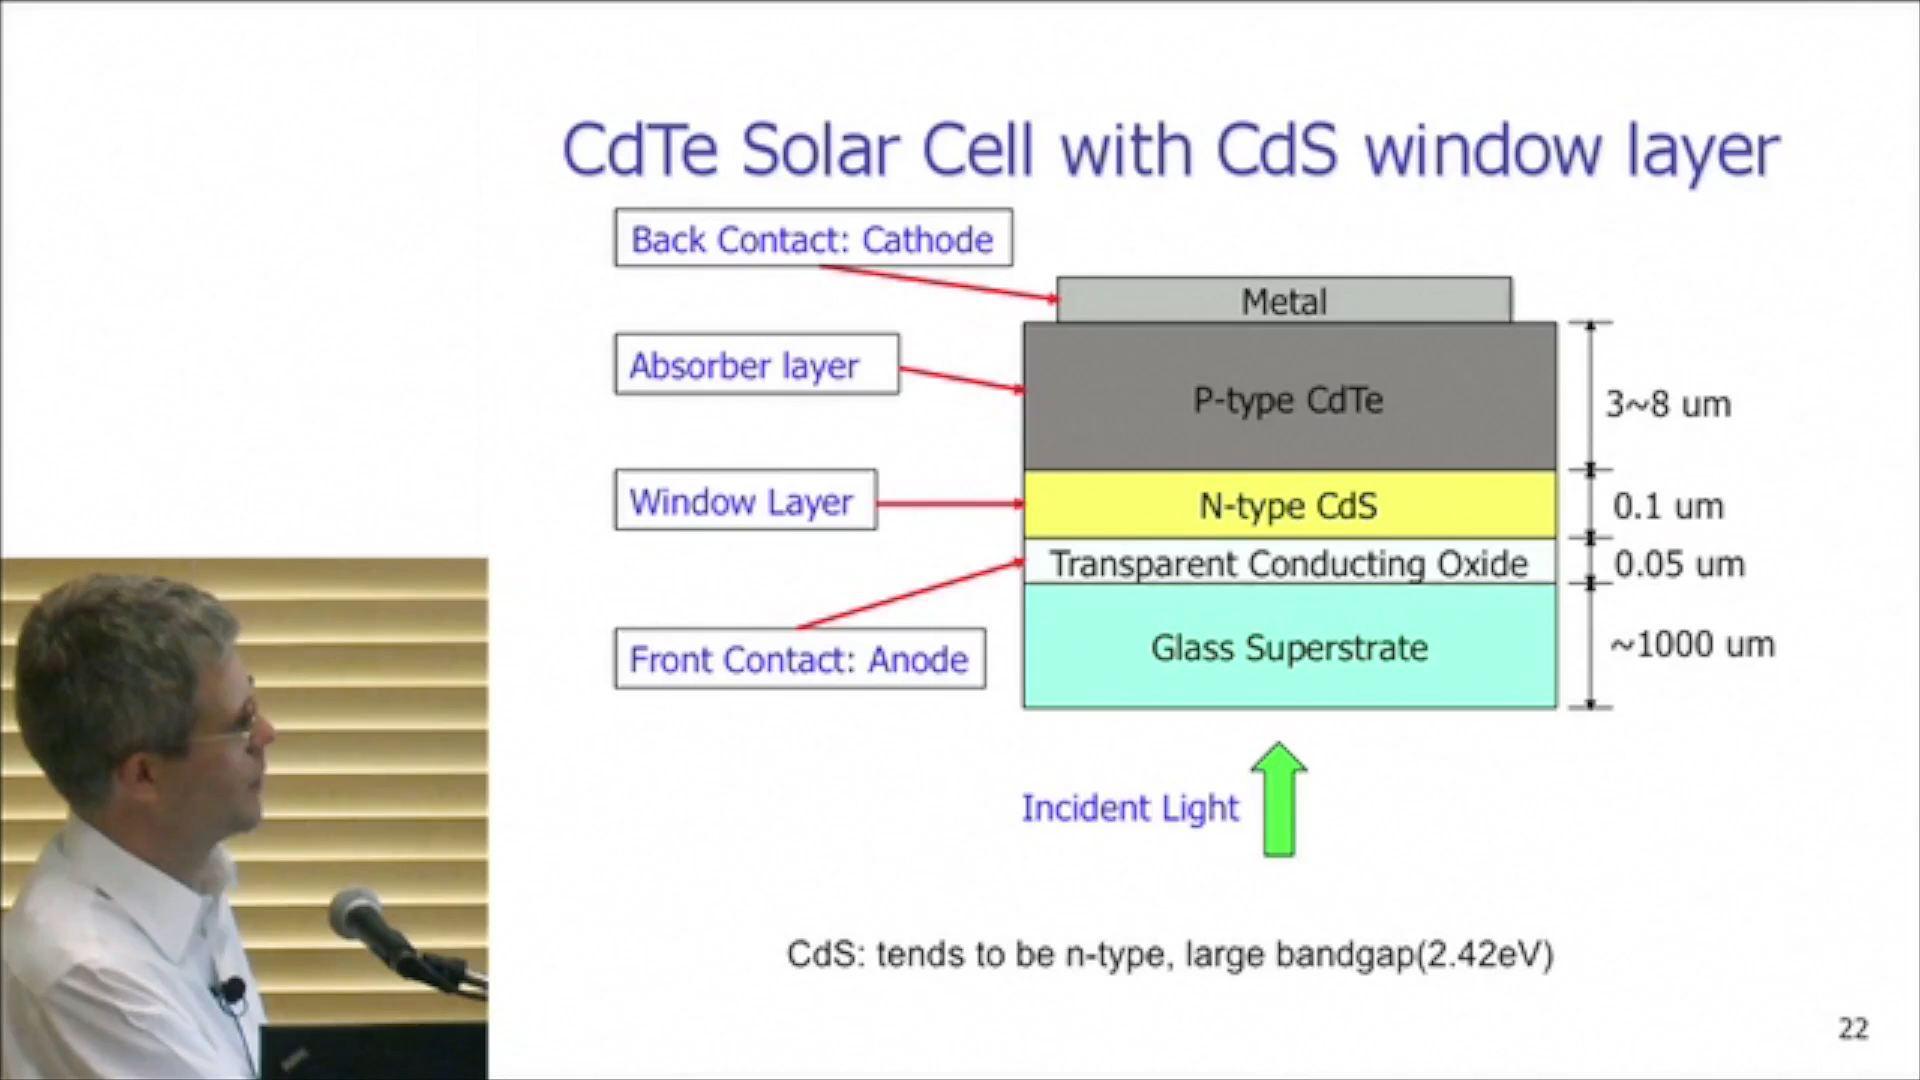 CdTe Solar Cell with CdS window layer
Back Contact: Cathode
Metal
Absorber layer
P-type CdTe
3~8 um
Window Layer
N-type CdS
0.1 um
Transparent Conducting Oxide
0.05 um
Front Contact: Anode
Glass Superstrate
~1000 um
Incident Light
CdS: tends to be n-type, large bandgap(2.42eV)
22